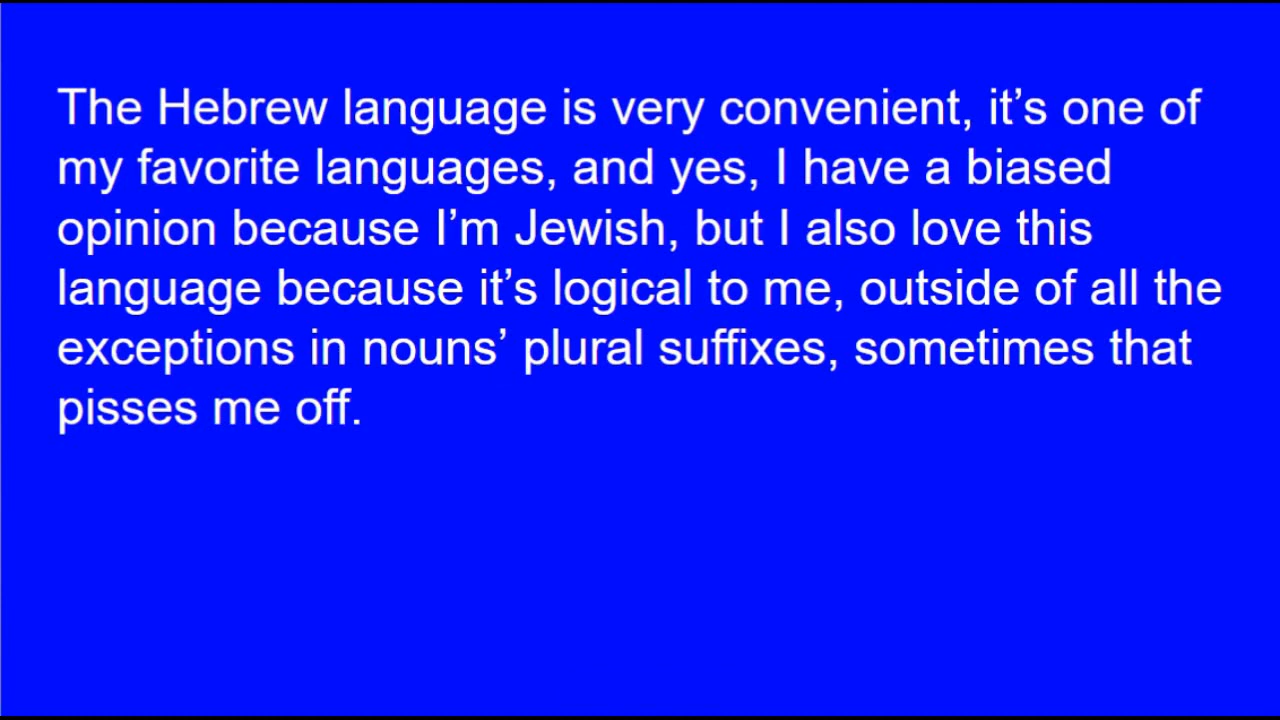 The Hebrew language is very convenient, it’s one of
my favorite languages, and yes, I have a biased
opinion because I’m Jewish, but I also love this
language because it’s logical to me, outside of all the
exceptions in nouns’ plural suffixes, sometimes that
pisses me off.